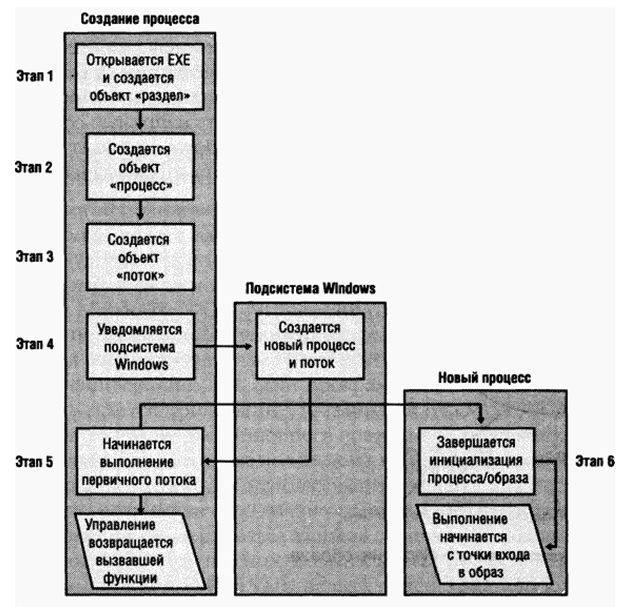 Создание процесса
Этап 1
Открывается EXE
и создается
объект «раздел»
Этап 2
Создается
объект
«процесс»
Этап 3
Создается
объект
«поток»
Подсистема Windows
Этап 4
Уведомляется
подсистема
Windows
Создается
новый процесс
и поток
Новый процесс
Этап 5
Начинается
выполнение
первичного потока
Завершается
инициализация
процесса/образа
Этап 6
Управление
возвращается
вызвавшей
функции
Выполнение
начинается
с точки входа
в образ